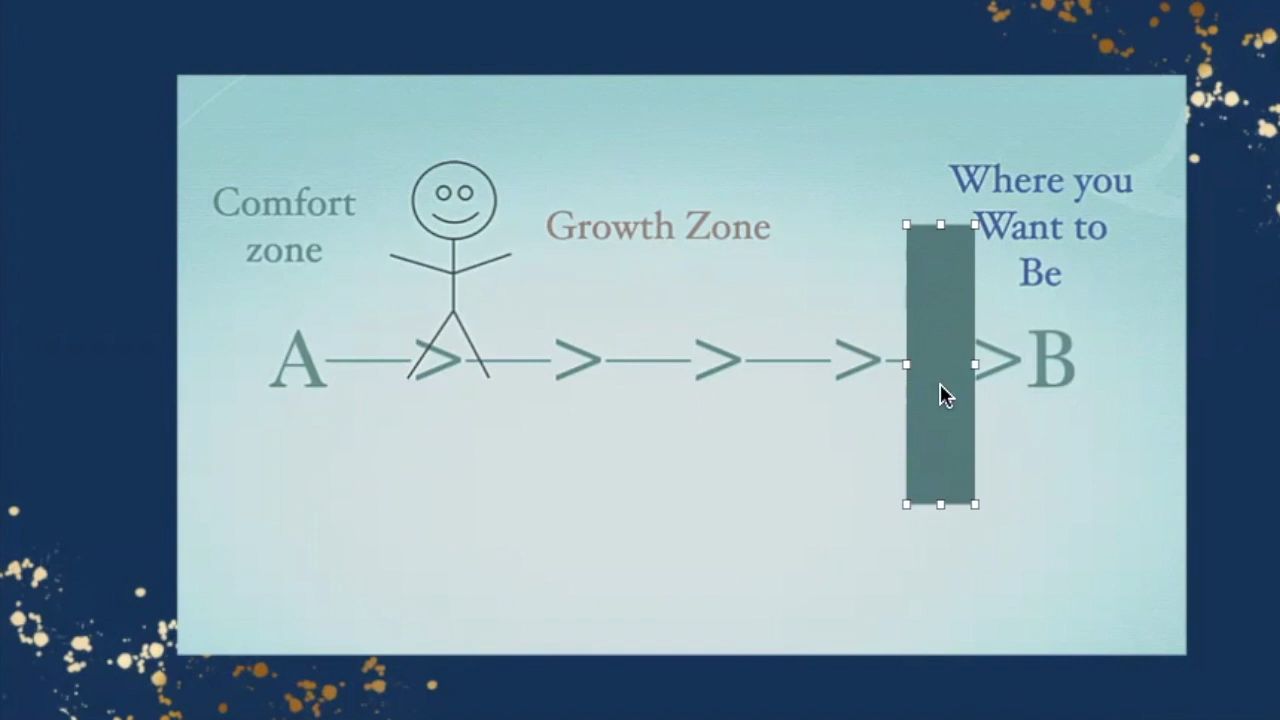 Comfort
zone
Growth Zone
Where you
Want to
Be
A—>—>—>—>—>B